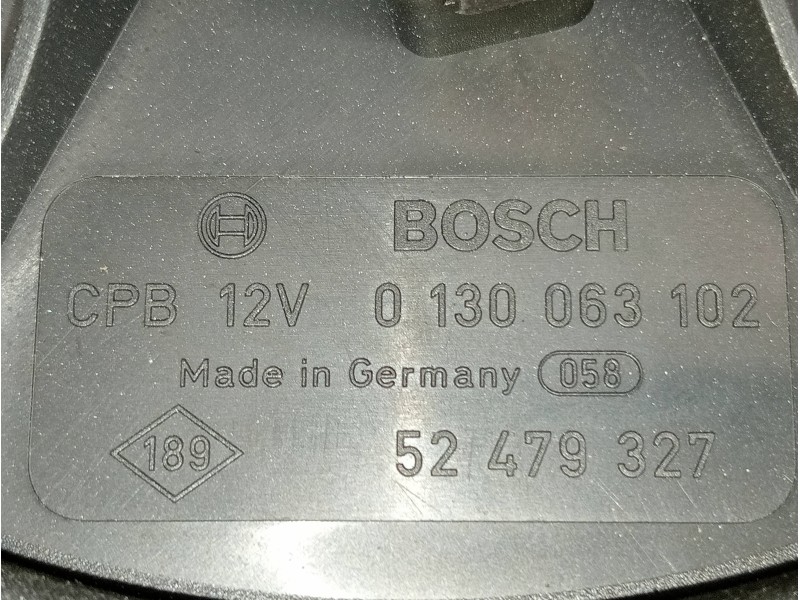 BOSCH
CPB 12V 0 130 063 102
Made in Germany 058
189 52 479 327